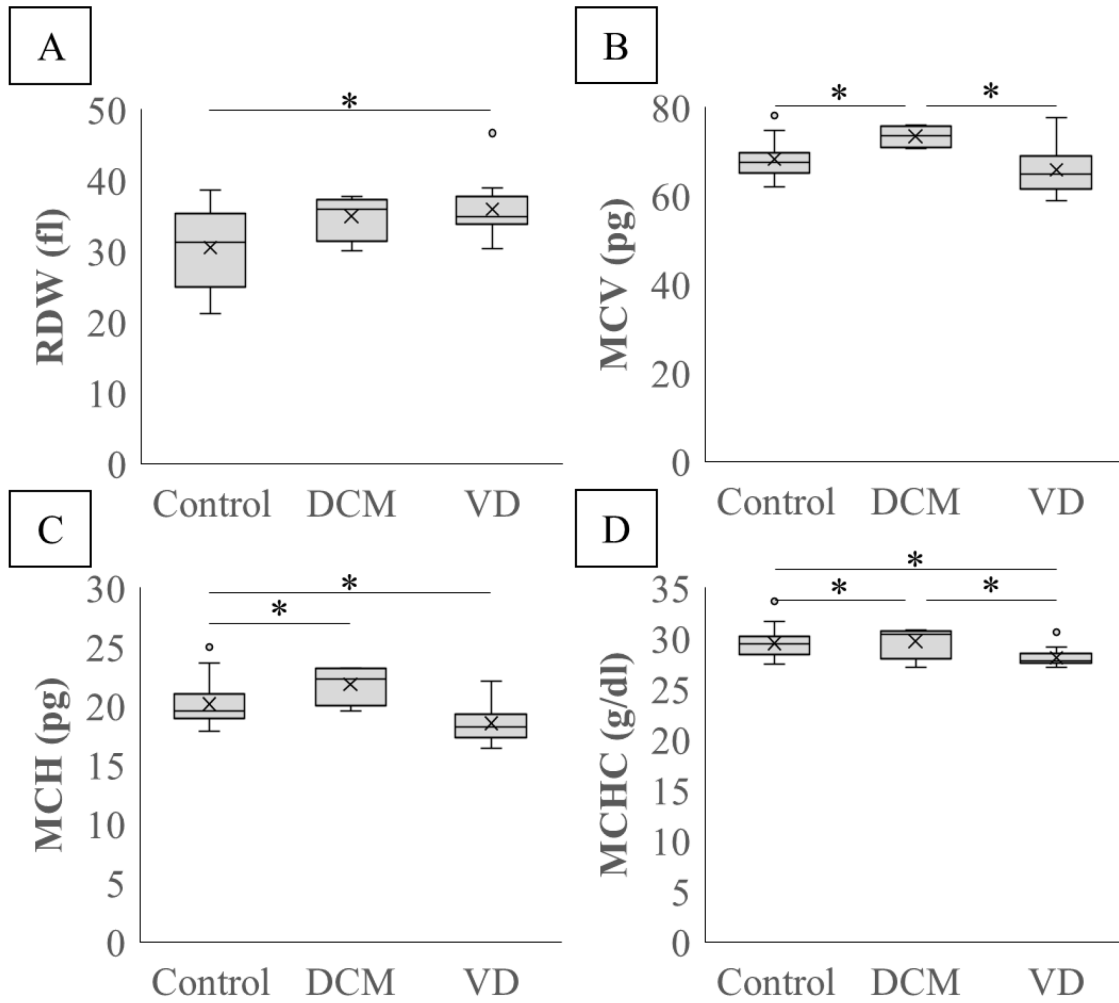 A
RDW (fl)
50
40
30
20
10
0
*
Control DCM VD
B
MCV (pg)
80
60
40
20
0
* *
Control DCM VD
C
MCH (pg)
30
25
20
15
10
5
0
*
*
Control DCM VD
D
MCHC (g/dl)
35
30
25
20
15
10
5
0
*
* *
Control DCM VD